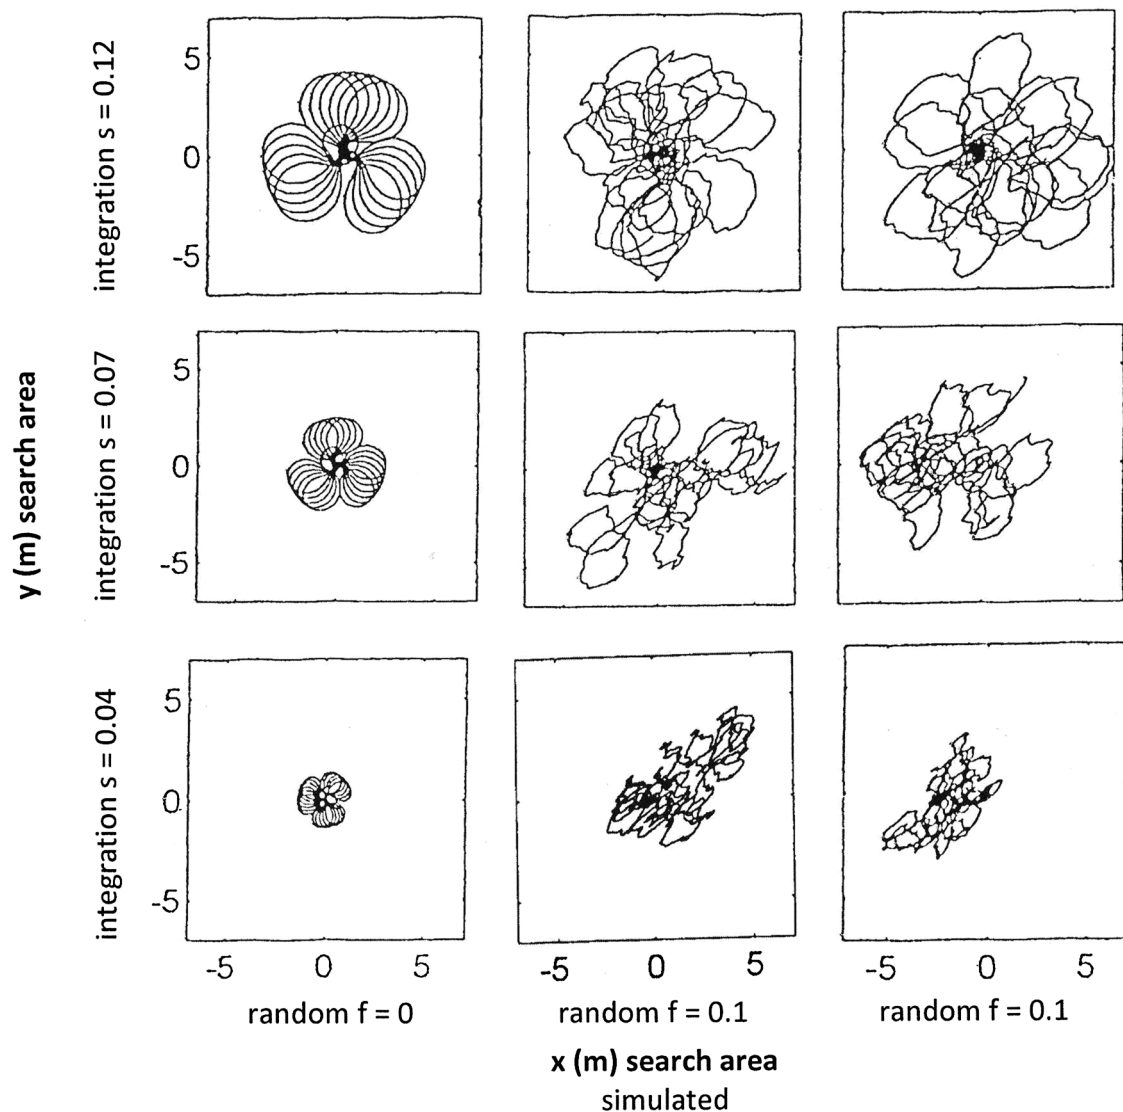 integration s = 0.12
5
0
-5
y (m) search area
integration s = 0.07
5
0
-5
integration s = 0.04
5
0
-5
-5 0 5
-5 0 5
-5 0 5
random f = 0
random f = 0.1
random f = 0.1
x (m) search area
simulated